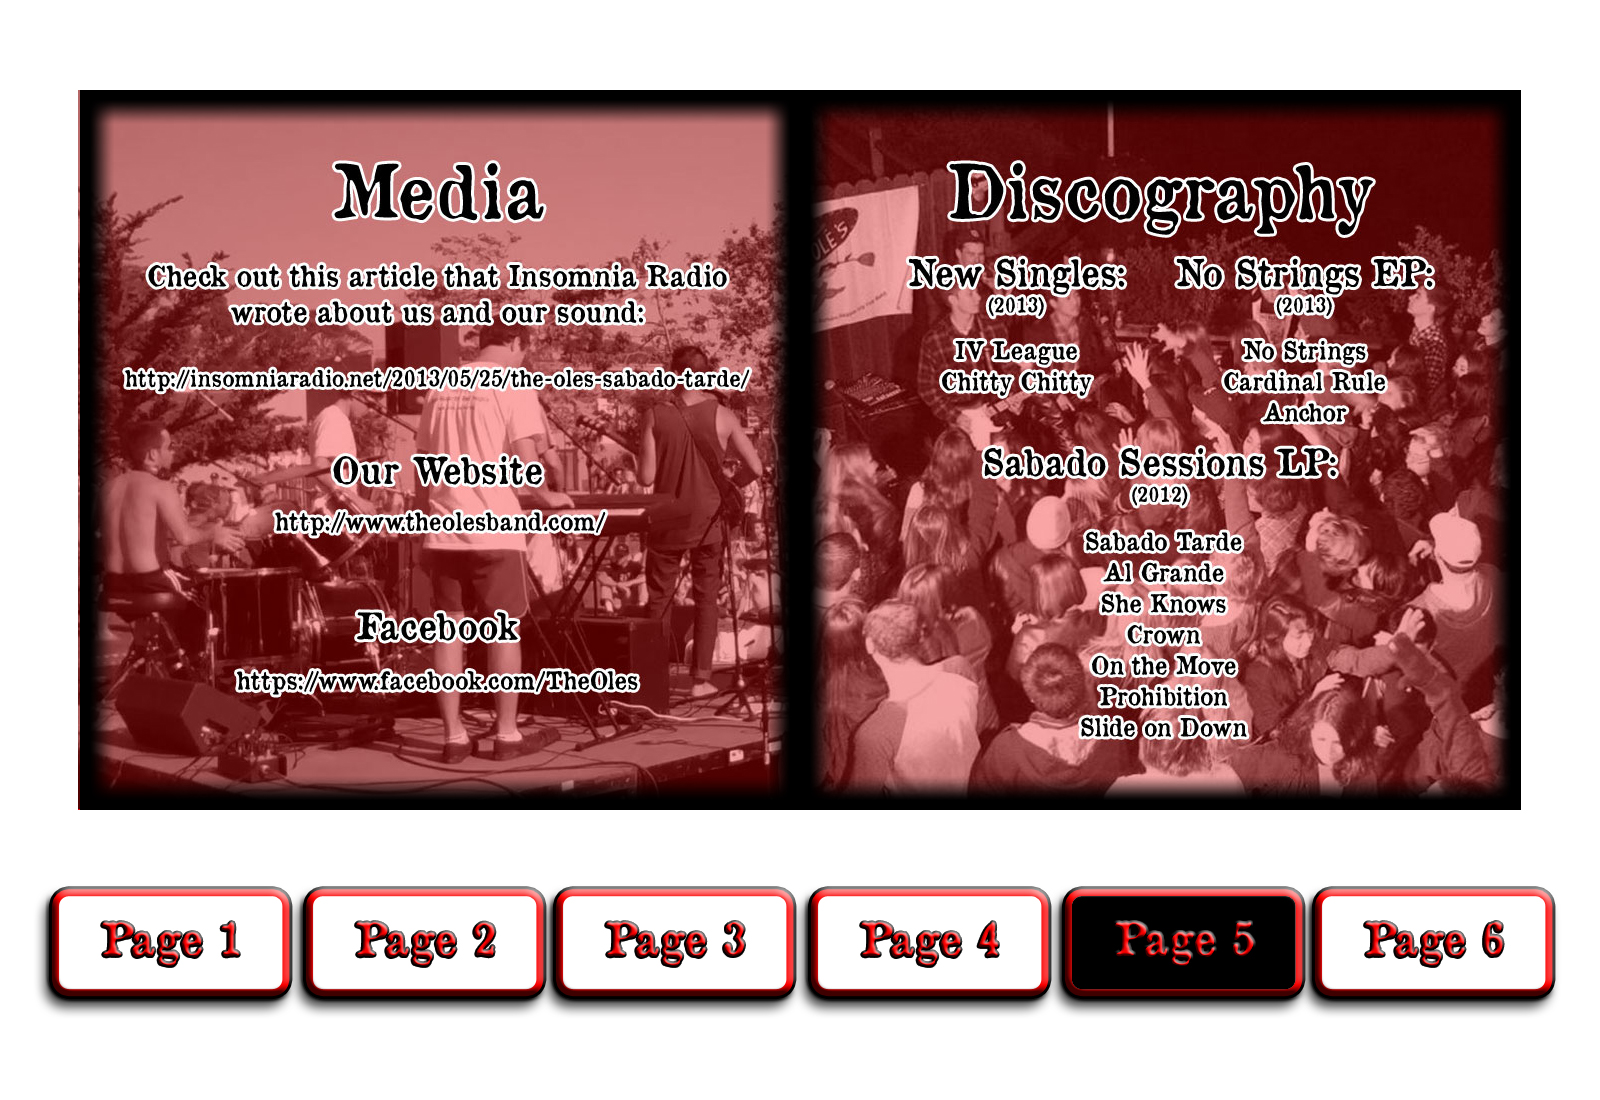 Media
Check out this article that Insomnia Radio
wrote about us and our sound:
http://insomniaradio.net/2013/05/25/the-oles-sabado-tarde/
Our Website
http://www.theolesband.com/
Facebook
https://www.facebook.com/TheOles
Discography
OLE'S
New Singles:
(2013)
IV League
Chitty Chitty
No Strings EP:
(2013)
No Strings
Cardinal Rule
Anchor
Sabado Sessions LP:
(2012)
Sabado Tarde
Al Grande
She Knows
Crown
On the Move
Prohibition
Slide on Down
Page 1
Page 2
Page 3
Page 4
Page 5
Page 6